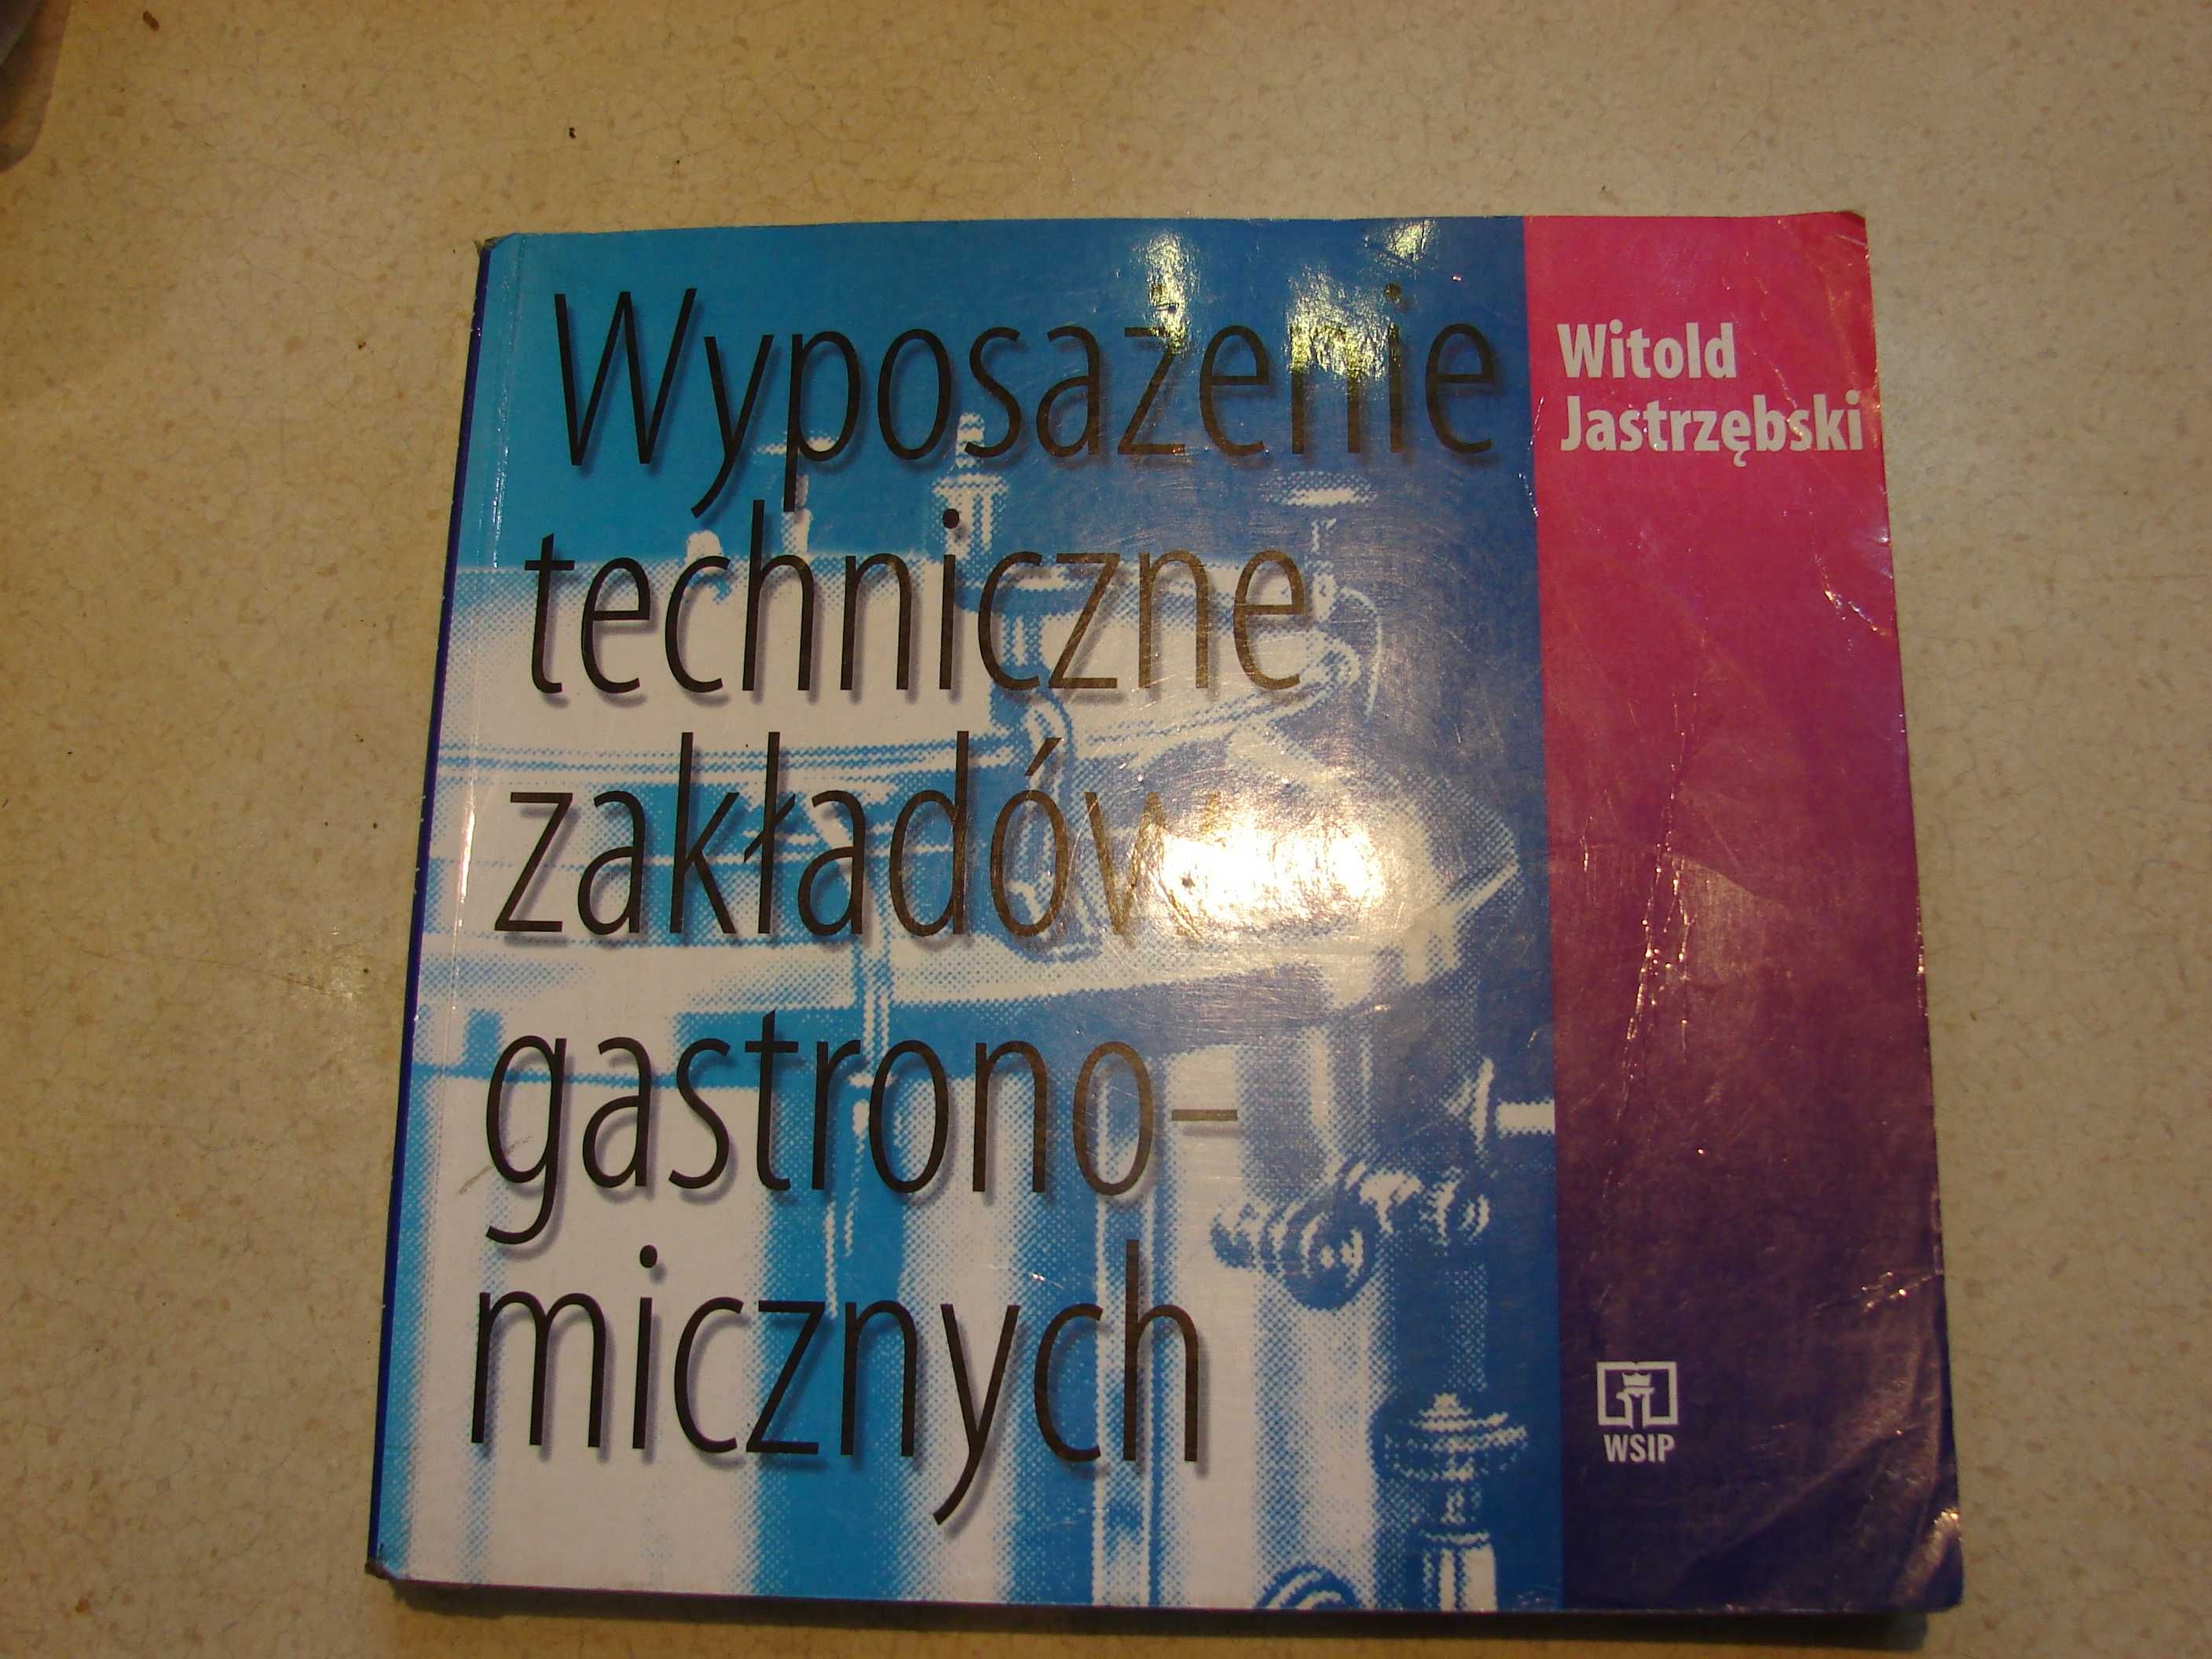 Wyposażenie
techniczne
zakładów
gastrono-
micznych
Witold
Jastrzębski
WSIP